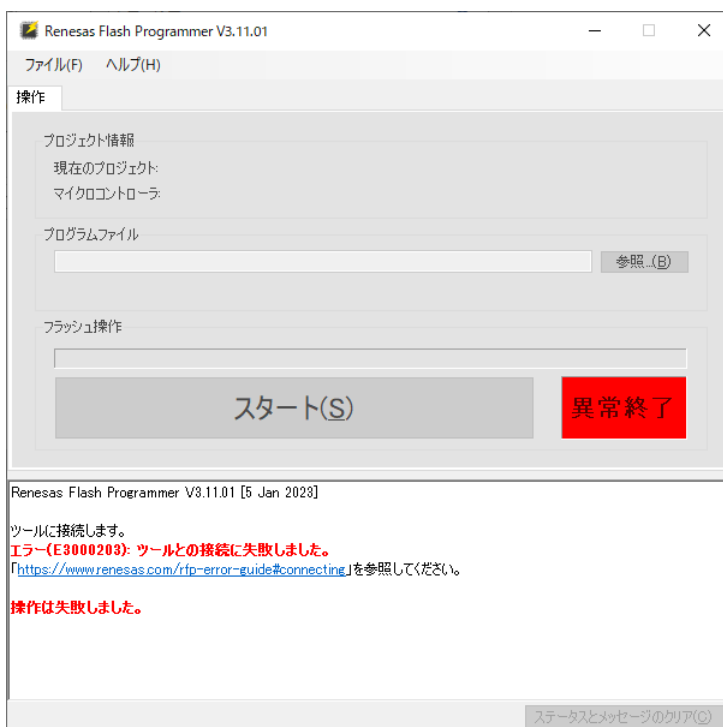 Renesas Flash Programmer V3.11.01
ファイル(F) ヘルプ(H)
操作
プロジェクト情報
現在のプロジェクト:
マイクロコントローラ:
プログラムファイル
参照...(B)
フラッシュ操作
スタート(S)
異常終了
Renesas Flash Programmer V3.11.01 [5 Jan 2023]
ツールに接続します。
エラー(E3000203): ツールとの接続に失敗しました。
「https://www.renesas.com/rfp-error-guide#connecting」を参照してください。
操作は失敗しました。
ステータスとメッセージのクリア(C)